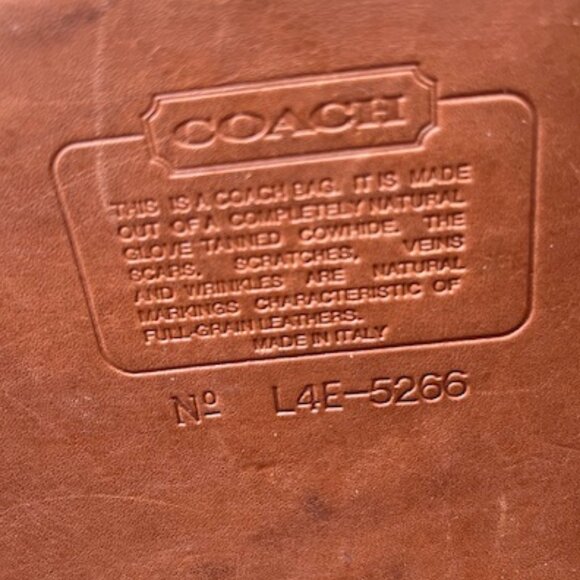 COACH
THIS IS A COACH BAG. IT IS MADE
OUT OF A COMPLETELY NATURAL
GLOVE TANNED COWHIDE. THE
SCARS, SCRATCHES, VEINS
AND WRINKLES ARE NATURAL
MARKINGS CHARACTERISTIC OF
FULL-GRAIN LEATHERS.
MADE IN ITALY
Nº L4E-5266